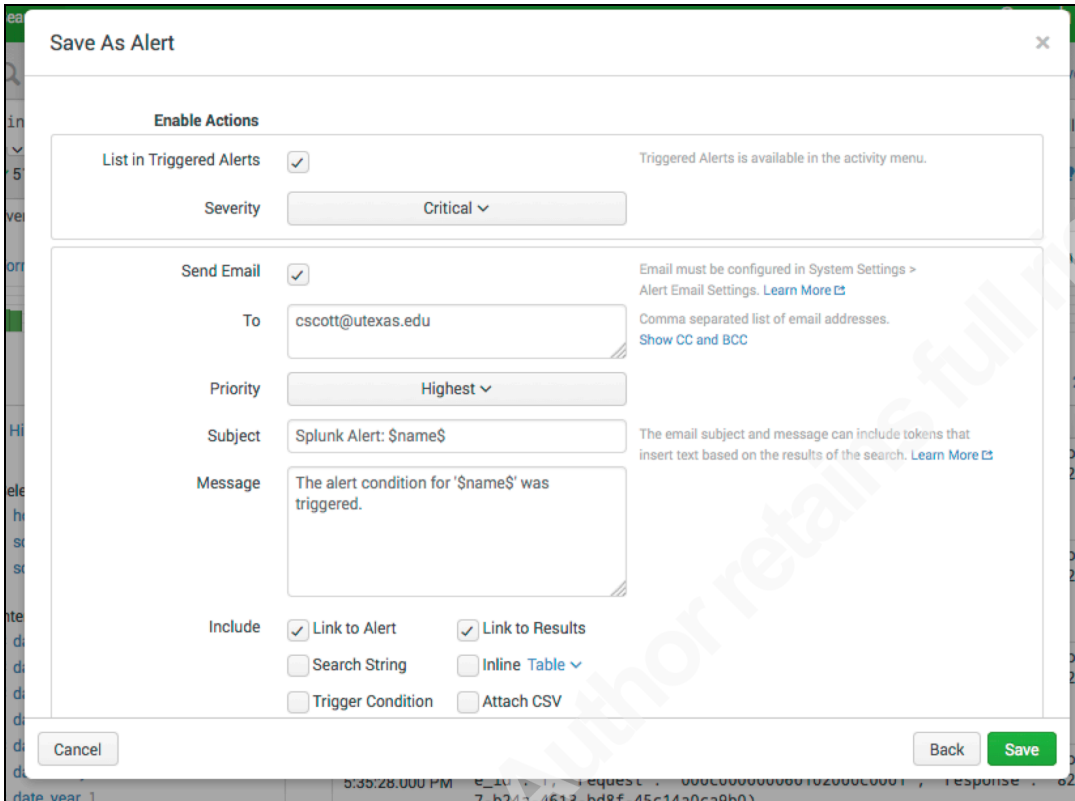 Save As Alert
×
Enable Actions
List in Triggered Alerts
Triggered Alerts is available in the activity menu.
Severity
Critical
Send Email
Email must be configured in System Settings >
Alert Email Settings. Learn More
To
cscott@utexas.edu
Comma separated list of email addresses.
Show CC and BCC
Priority
Highest
Subject
Splunk Alert: $name$
The email subject and message can include tokens that
insert text based on the results of the search. Learn More
Message
The alert condition for '$name$' was
triggered.
Include
Link to Alert
Link to Results
Search String
Inline Table
Trigger Condition
Attach CSV
Cancel
Back
Save
5:35:28.000 PM
date_year 1
Author retains full